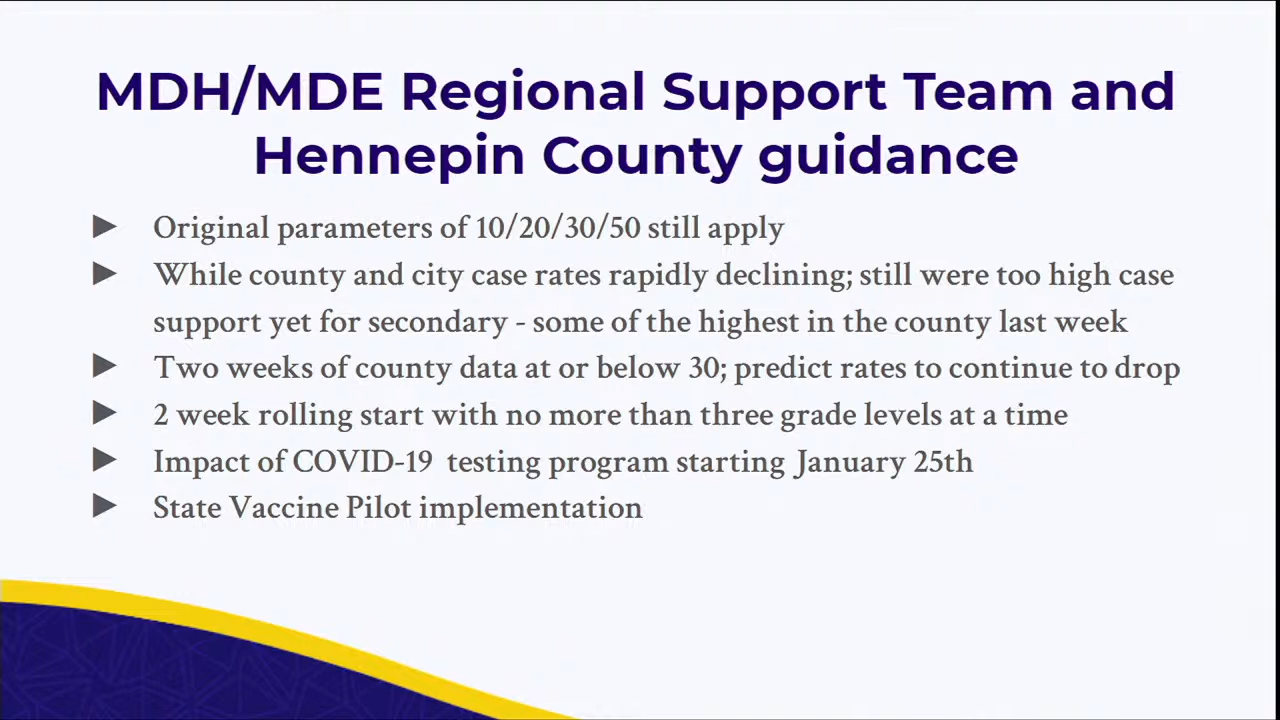 MDH/MDE Regional Support Team and
Hennepin County guidance
► Original parameters of 10/20/30/50 still apply
► While county and city case rates rapidly declining; still were too high case
support yet for secondary - some of the highest in the county last week
► Two weeks of county data at or below 30; predict rates to continue to drop
► 2 week rolling start with no more than three grade levels at a time
► Impact of COVID-19 testing program starting January 25th
► State Vaccine Pilot implementation